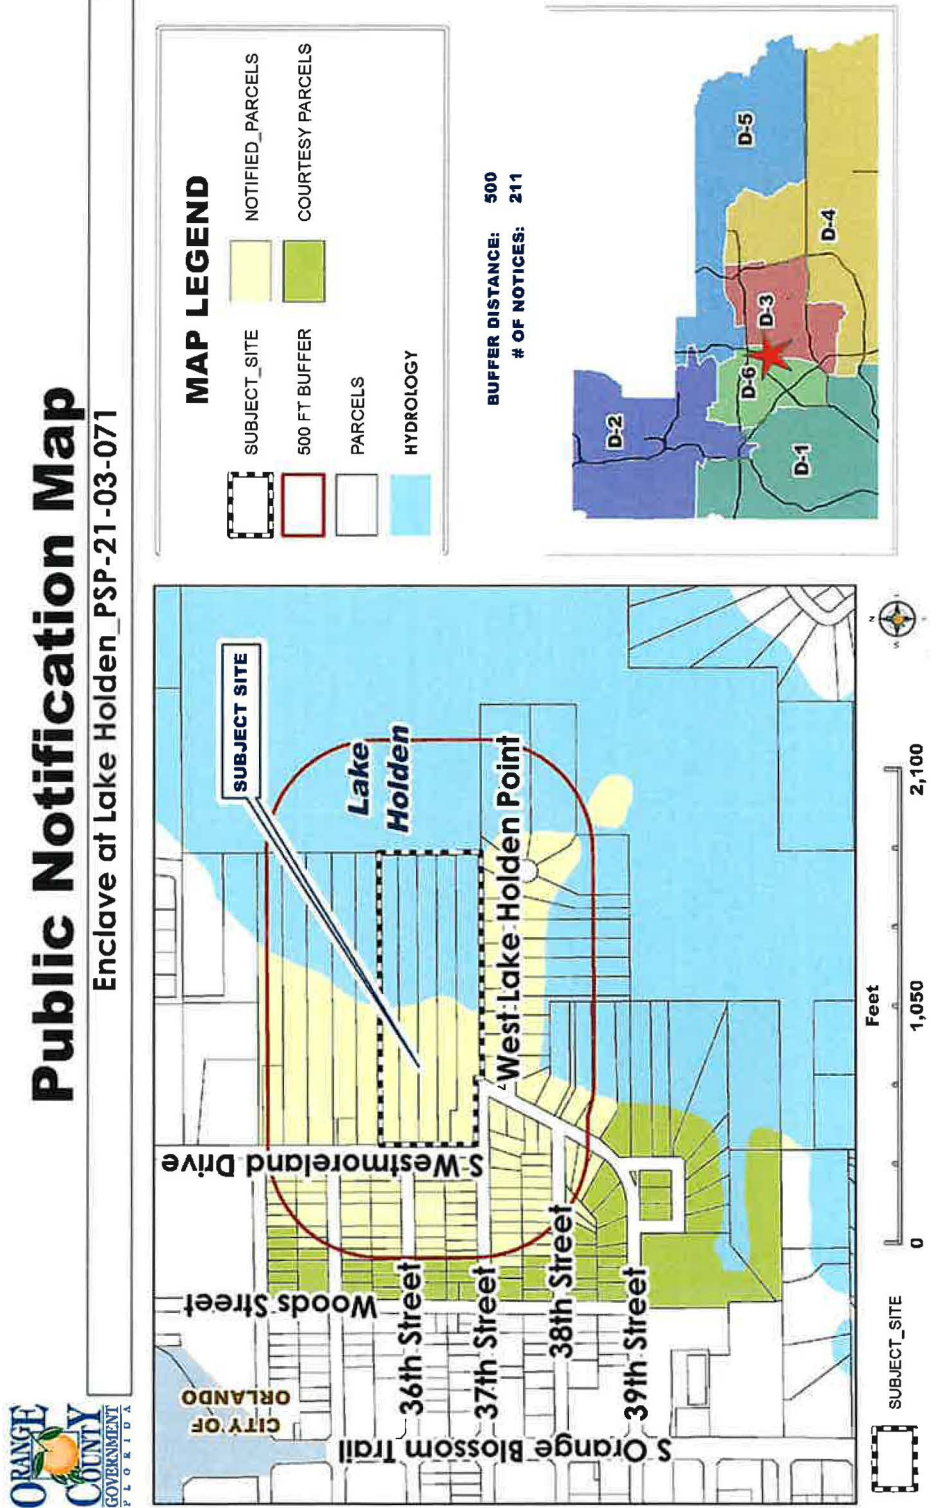 ORANGE
COUNTY
GOVERNMENT
FLORIDA
Public Notification Map
Enclave at Lake Holden_PSP-21-03-071
SUBJECT SITE
Lake
Holden
West Lake Holden Point
S Westmoreland Drive
Woods Street
36th Street
37th Street
38th Street
39th Street
S Orange Blossom Trail
CITY OF
ORLANDO
MAP LEGEND
SUBJECT_SITE
NOTIFIED_PARCELS
500 FT BUFFER
COURTESY PARCELS
PARCELS
HYDROLOGY
BUFFER DISTANCE: 500
# OF NOTICES: 211
D-2
D-5
D-6
D-3
D-1
D-4
SUBJECT_SITE
Feet
0 1,050 2,100
N
S